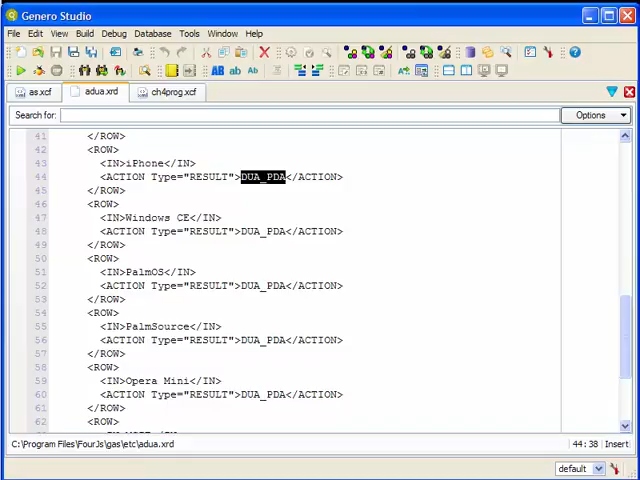 Genero Studio
File Edit View Build Debug Database Tools Window Help
AB ab Ab
as.xcf adua.xrd ch4prog.xcf
Search for: Options
41 </ROW>
42 <ROW>
43 <IN>iPhone</IN>
44 <ACTION Type="RESULT">DUA_PDA</ACTION>
45 </ROW>
46 <ROW>
47 <IN>Windows CE</IN>
48 <ACTION Type="RESULT">DUA_PDA</ACTION>
49 </ROW>
50 <ROW>
51 <IN>PalmOS</IN>
52 <ACTION Type="RESULT">DUA_PDA</ACTION>
53 </ROW>
54 <ROW>
55 <IN>PalmSource</IN>
56 <ACTION Type="RESULT">DUA_PDA</ACTION>
57 </ROW>
58 <ROW>
59 <IN>Opera Mini</IN>
60 <ACTION Type="RESULT">DUA_PDA</ACTION>
61 </ROW>
62 <ROW>
C:\Program Files\FourJs\gas\etc\adua.xrd 44: 38 Insert
default